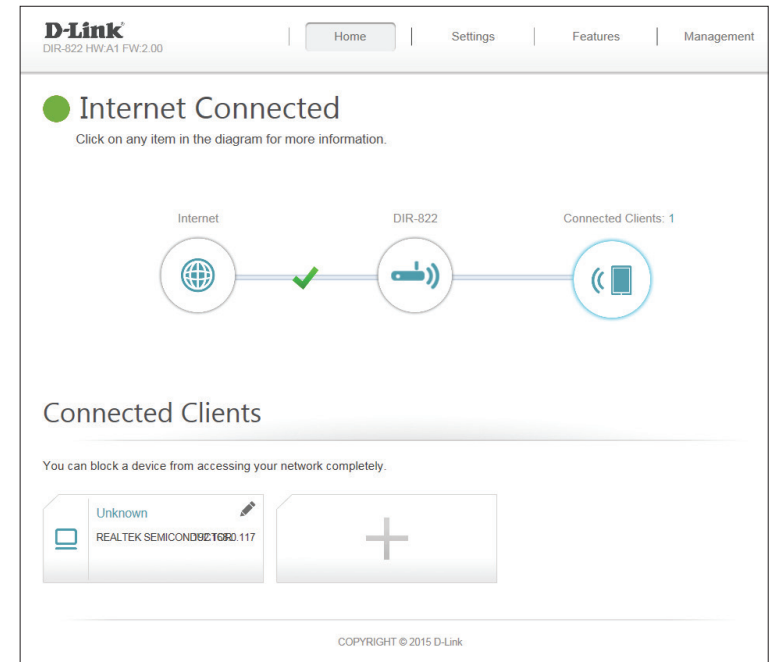 D-Link
DIR-822 HW:A1 FW:2.00
Home
Settings
Features
Management
Internet Connected
Click on any item in the diagram for more information.
Internet
DIR-822
Connected Clients: 1
Connected Clients
You can block a device from accessing your network completely.
Unknown
REALTEK
COPYRIGHT © 2015 D-Link